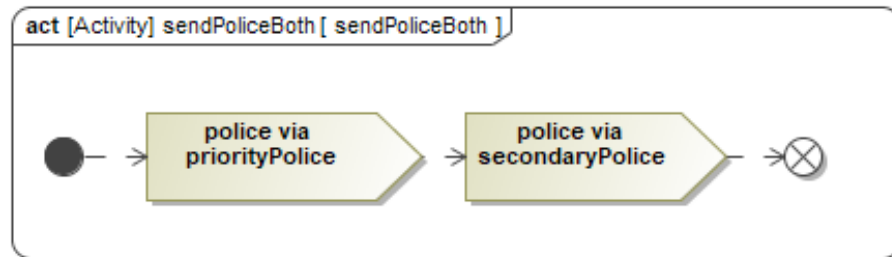 act [Activity] sendPoliceBoth [ sendPoliceBoth ]
police via
priorityPolice
police via
secondaryPolice